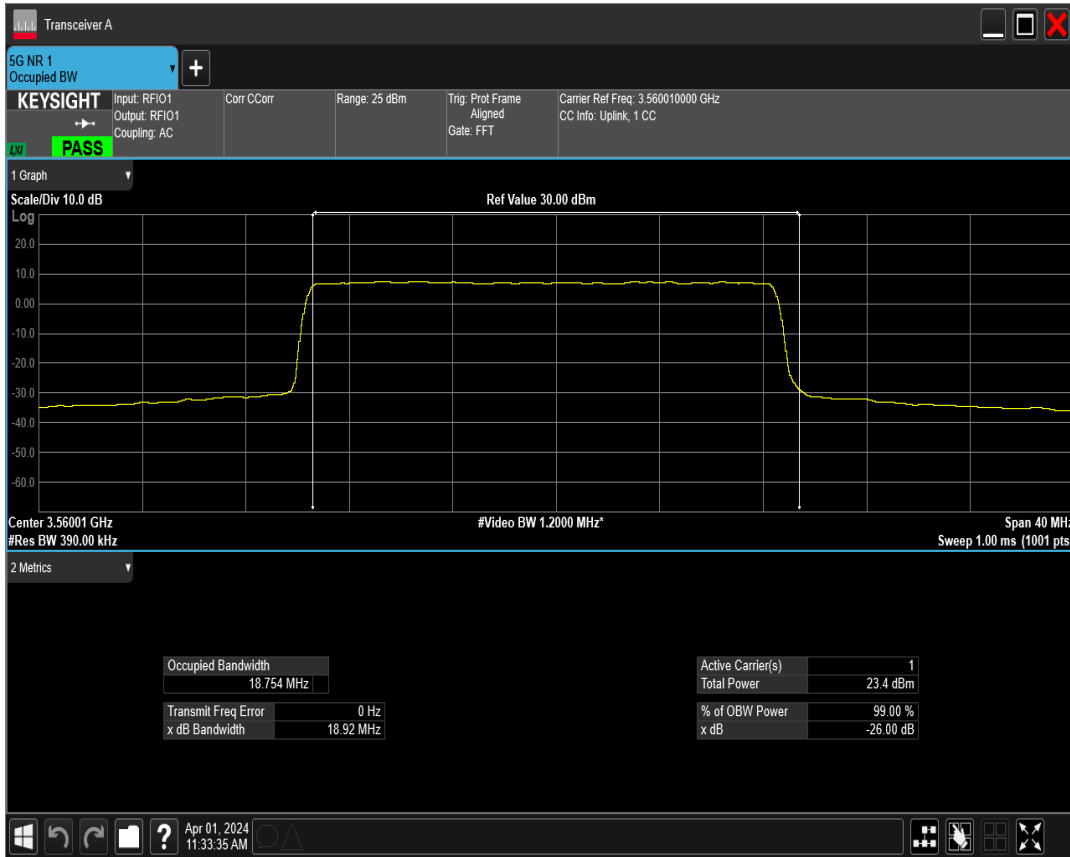 Transceiver A
5G NR 1
Occupied BW
+
KEYSIGHT
LXI
PASS
Input: RFIO1
Output: RFIO1
Coupling: AC
Corr CCorr
Range: 25 dBm
Trig: Prot Frame
Aligned
Gate: FFT
Carrier Ref Freq: 3.560010000 GHz
CC Info: Uplink, 1 CC
1 Graph
Scale/Div 10.0 dB
Ref Value 30.00 dBm
Log
20.0
10.0
0.00
-10.0
-20.0
-30.0
-40.0
-50.0
-60.0
Center 3.56001 GHz
#Video BW 1.2000 MHz*
Span 40 MHz
#Res BW 390.00 kHz
Sweep 1.00 ms (1001 pts
2 Metrics
Occupied Bandwidth
18.754 MHz
Transmit Freq Error 0 Hz
x dB Bandwidth 18.92 MHz
Active Carrier(s) 1
Total Power 23.4 dBm
% of OBW Power 99.00 %
x dB -26.00 dB
?
Apr 01, 2024
11:33:35 AM